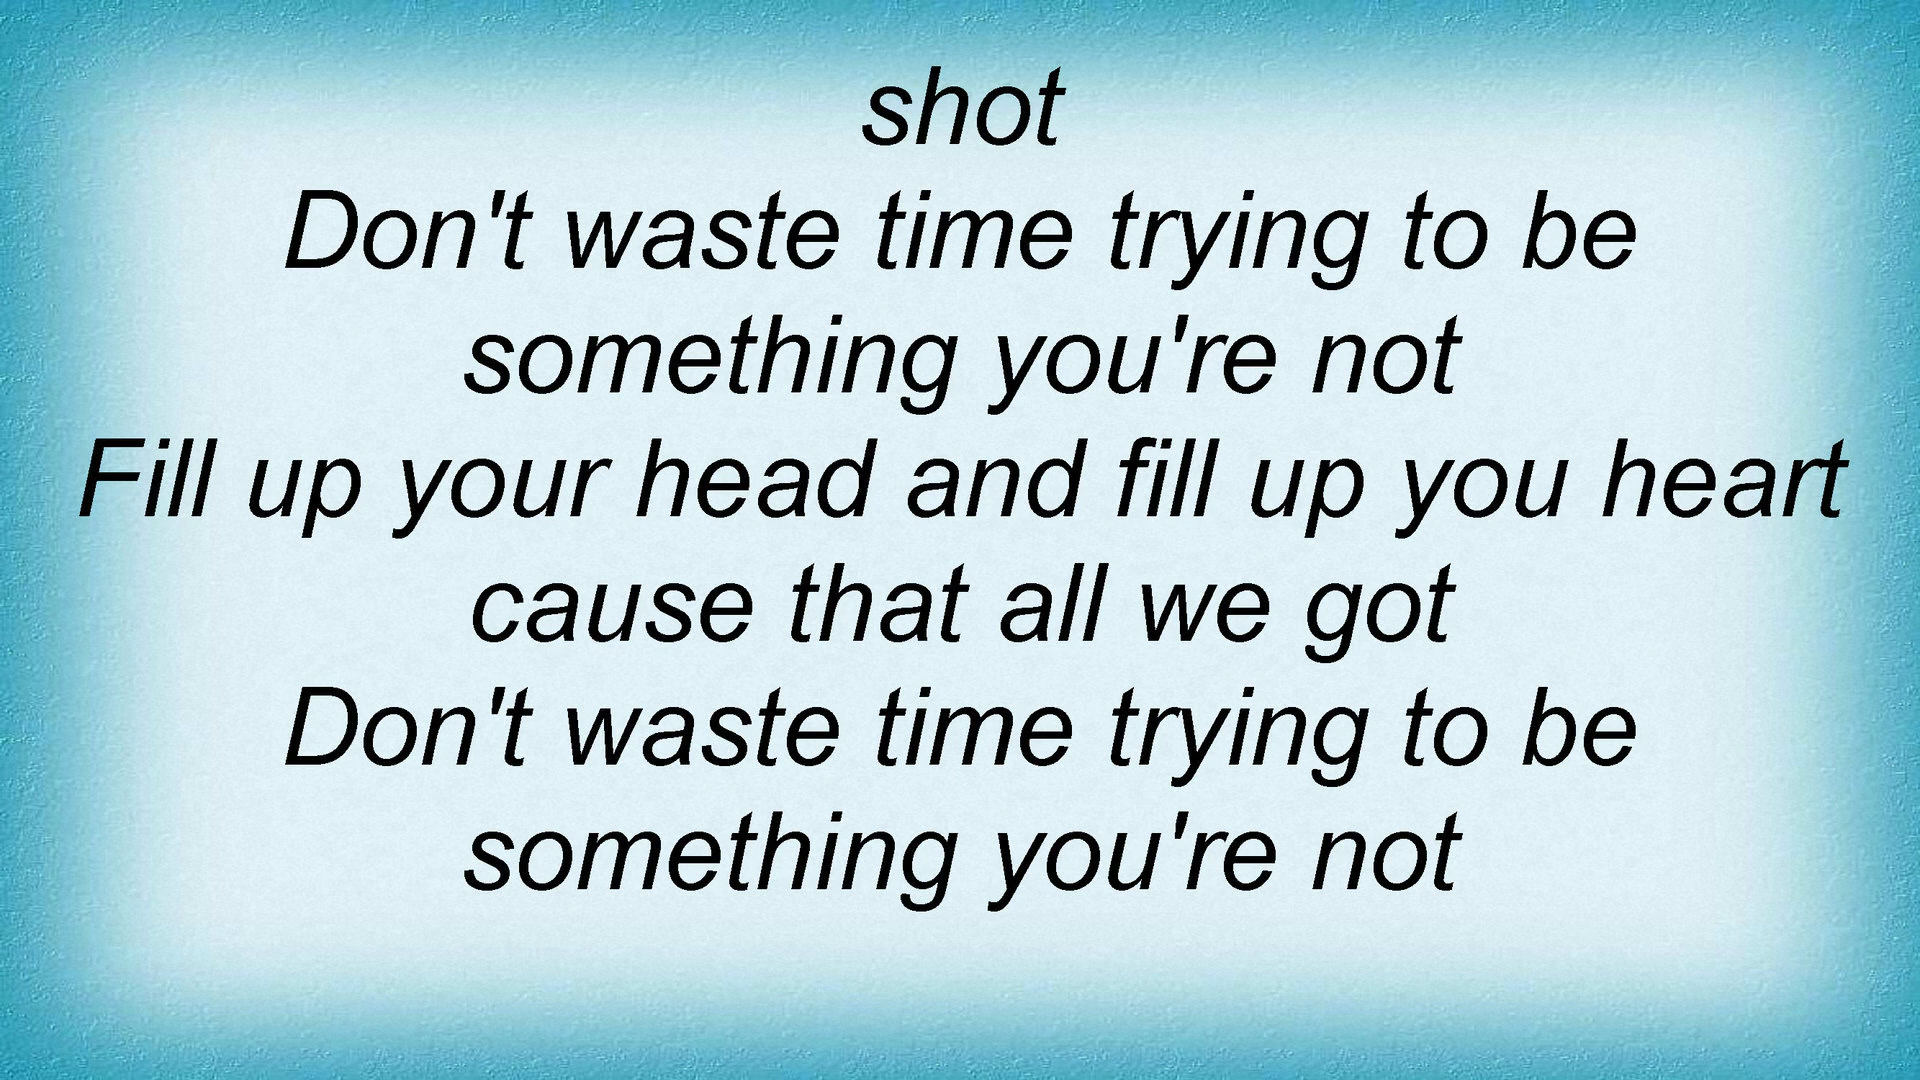 shot
Don't waste time trying to be
something you're not
Fill up your head and fill up you heart
cause that all we got
Don't waste time trying to be
something you're not